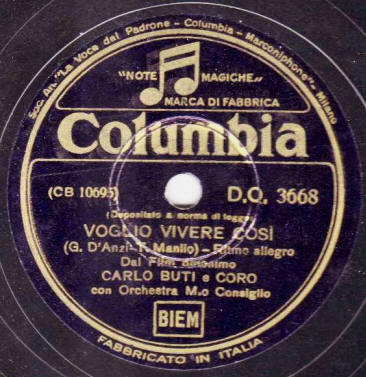 Soc. An. "La Voce del Padrone - Columbia - Marconiphone" - Milano
"NOTE MAGICHE"
MARCA DI FABBRICA
Columbia
(CB 10695)
D.Q. 3668
(Depositato a norma di legge)
VOGLIO VIVERE COSÌ
(G. D'Anzi - T. Manlio) - Ritmo allegro
Dal Film omonimo
CARLO BUTI e CORO
con Orchestra M.o Consiglio
BIEM
FABBRICATO IN ITALIA